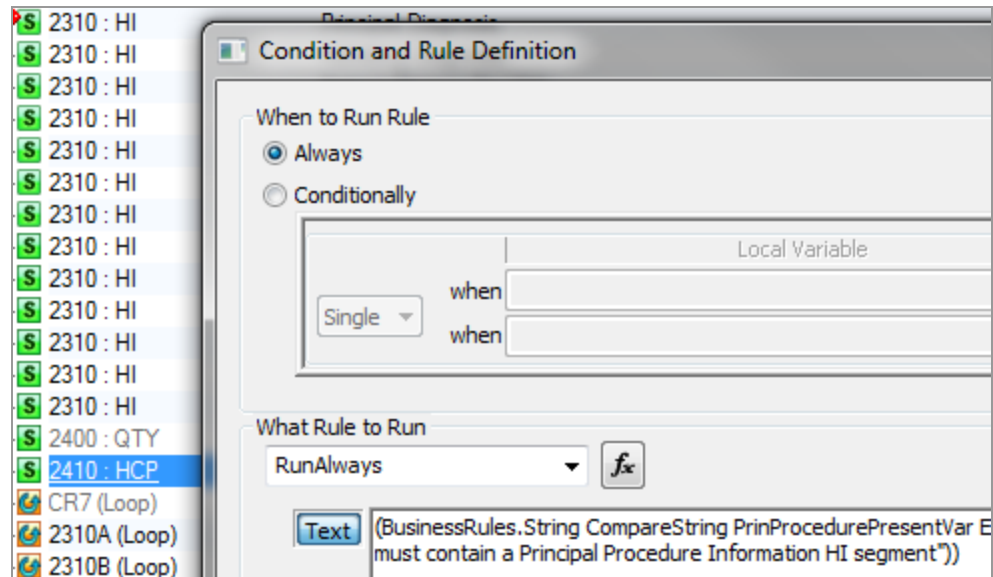 S 2310 : HI
Principal Diagnosis
S 2310 : HI
S 2310 : HI
S 2310 : HI
S 2310 : HI
S 2310 : HI
S 2310 : HI
S 2310 : HI
S 2310 : HI
S 2310 : HI
S 2310 : HI
S 2310 : HI
S 2310 : HI
S 2400 : QTY
S 2410 : HCP
CR7 (Loop)
2310A (Loop)
2310B (Loop)
Condition and Rule Definition
When to Run Rule
Always
Conditionally
Local Variable
Single
when
when
What Rule to Run
RunAlways
fx
Text
(BusinessRules.String CompareString PrinProcedurePresentVar E
must contain a Principal Procedure Information HI segment"))